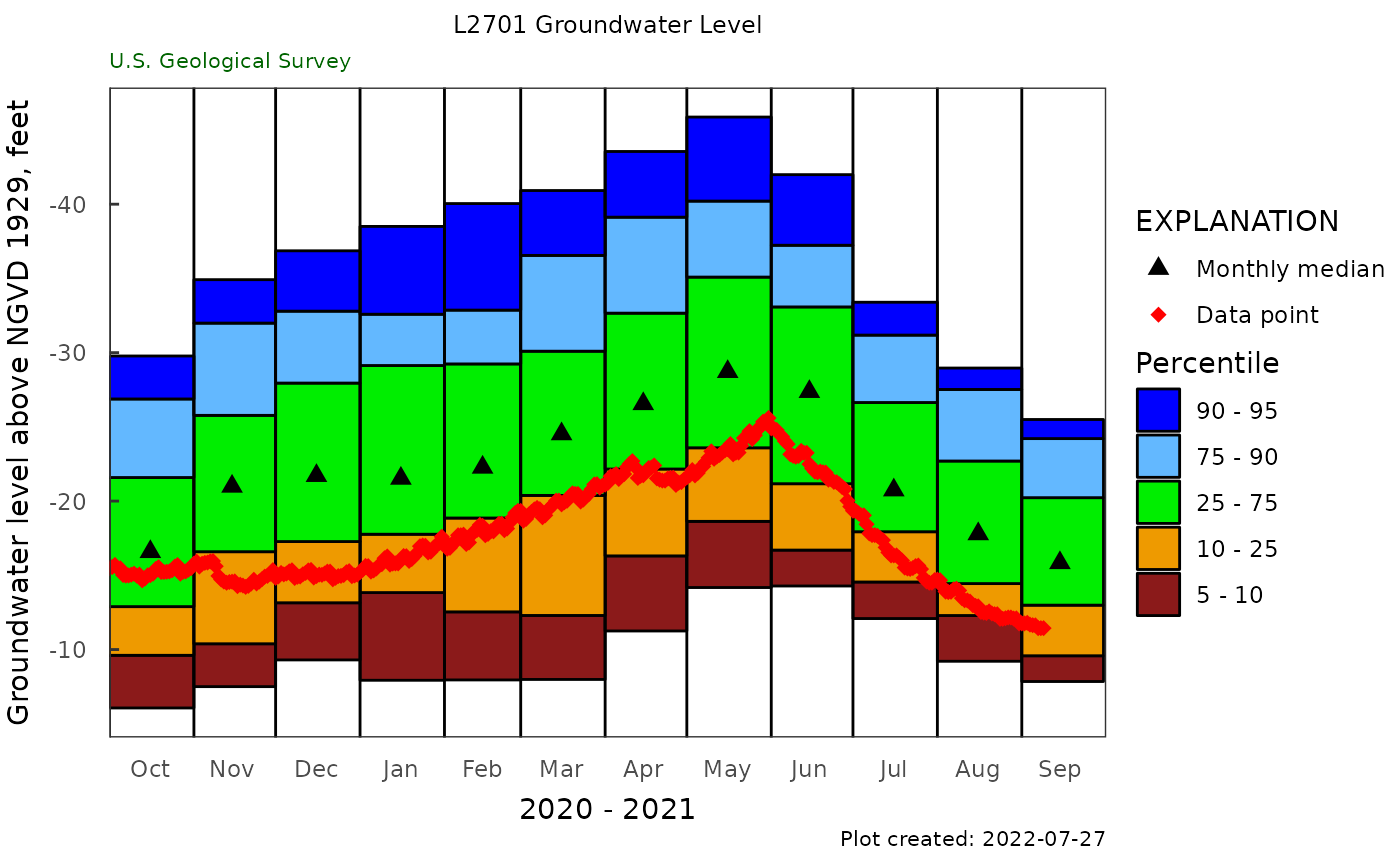 L2701 Groundwater Level
U.S. Geological Survey
Groundwater level above NGVD 1929, feet
-40
-30
-20
-10
Oct Nov Dec Jan Feb Mar Apr May Jun Jul Aug Sep
2020 - 2021
EXPLANATION
Monthly median
Data point
Percentile
90 - 95
75 - 90
25 - 75
10 - 25
5 - 10
Plot created: 2022-07-27